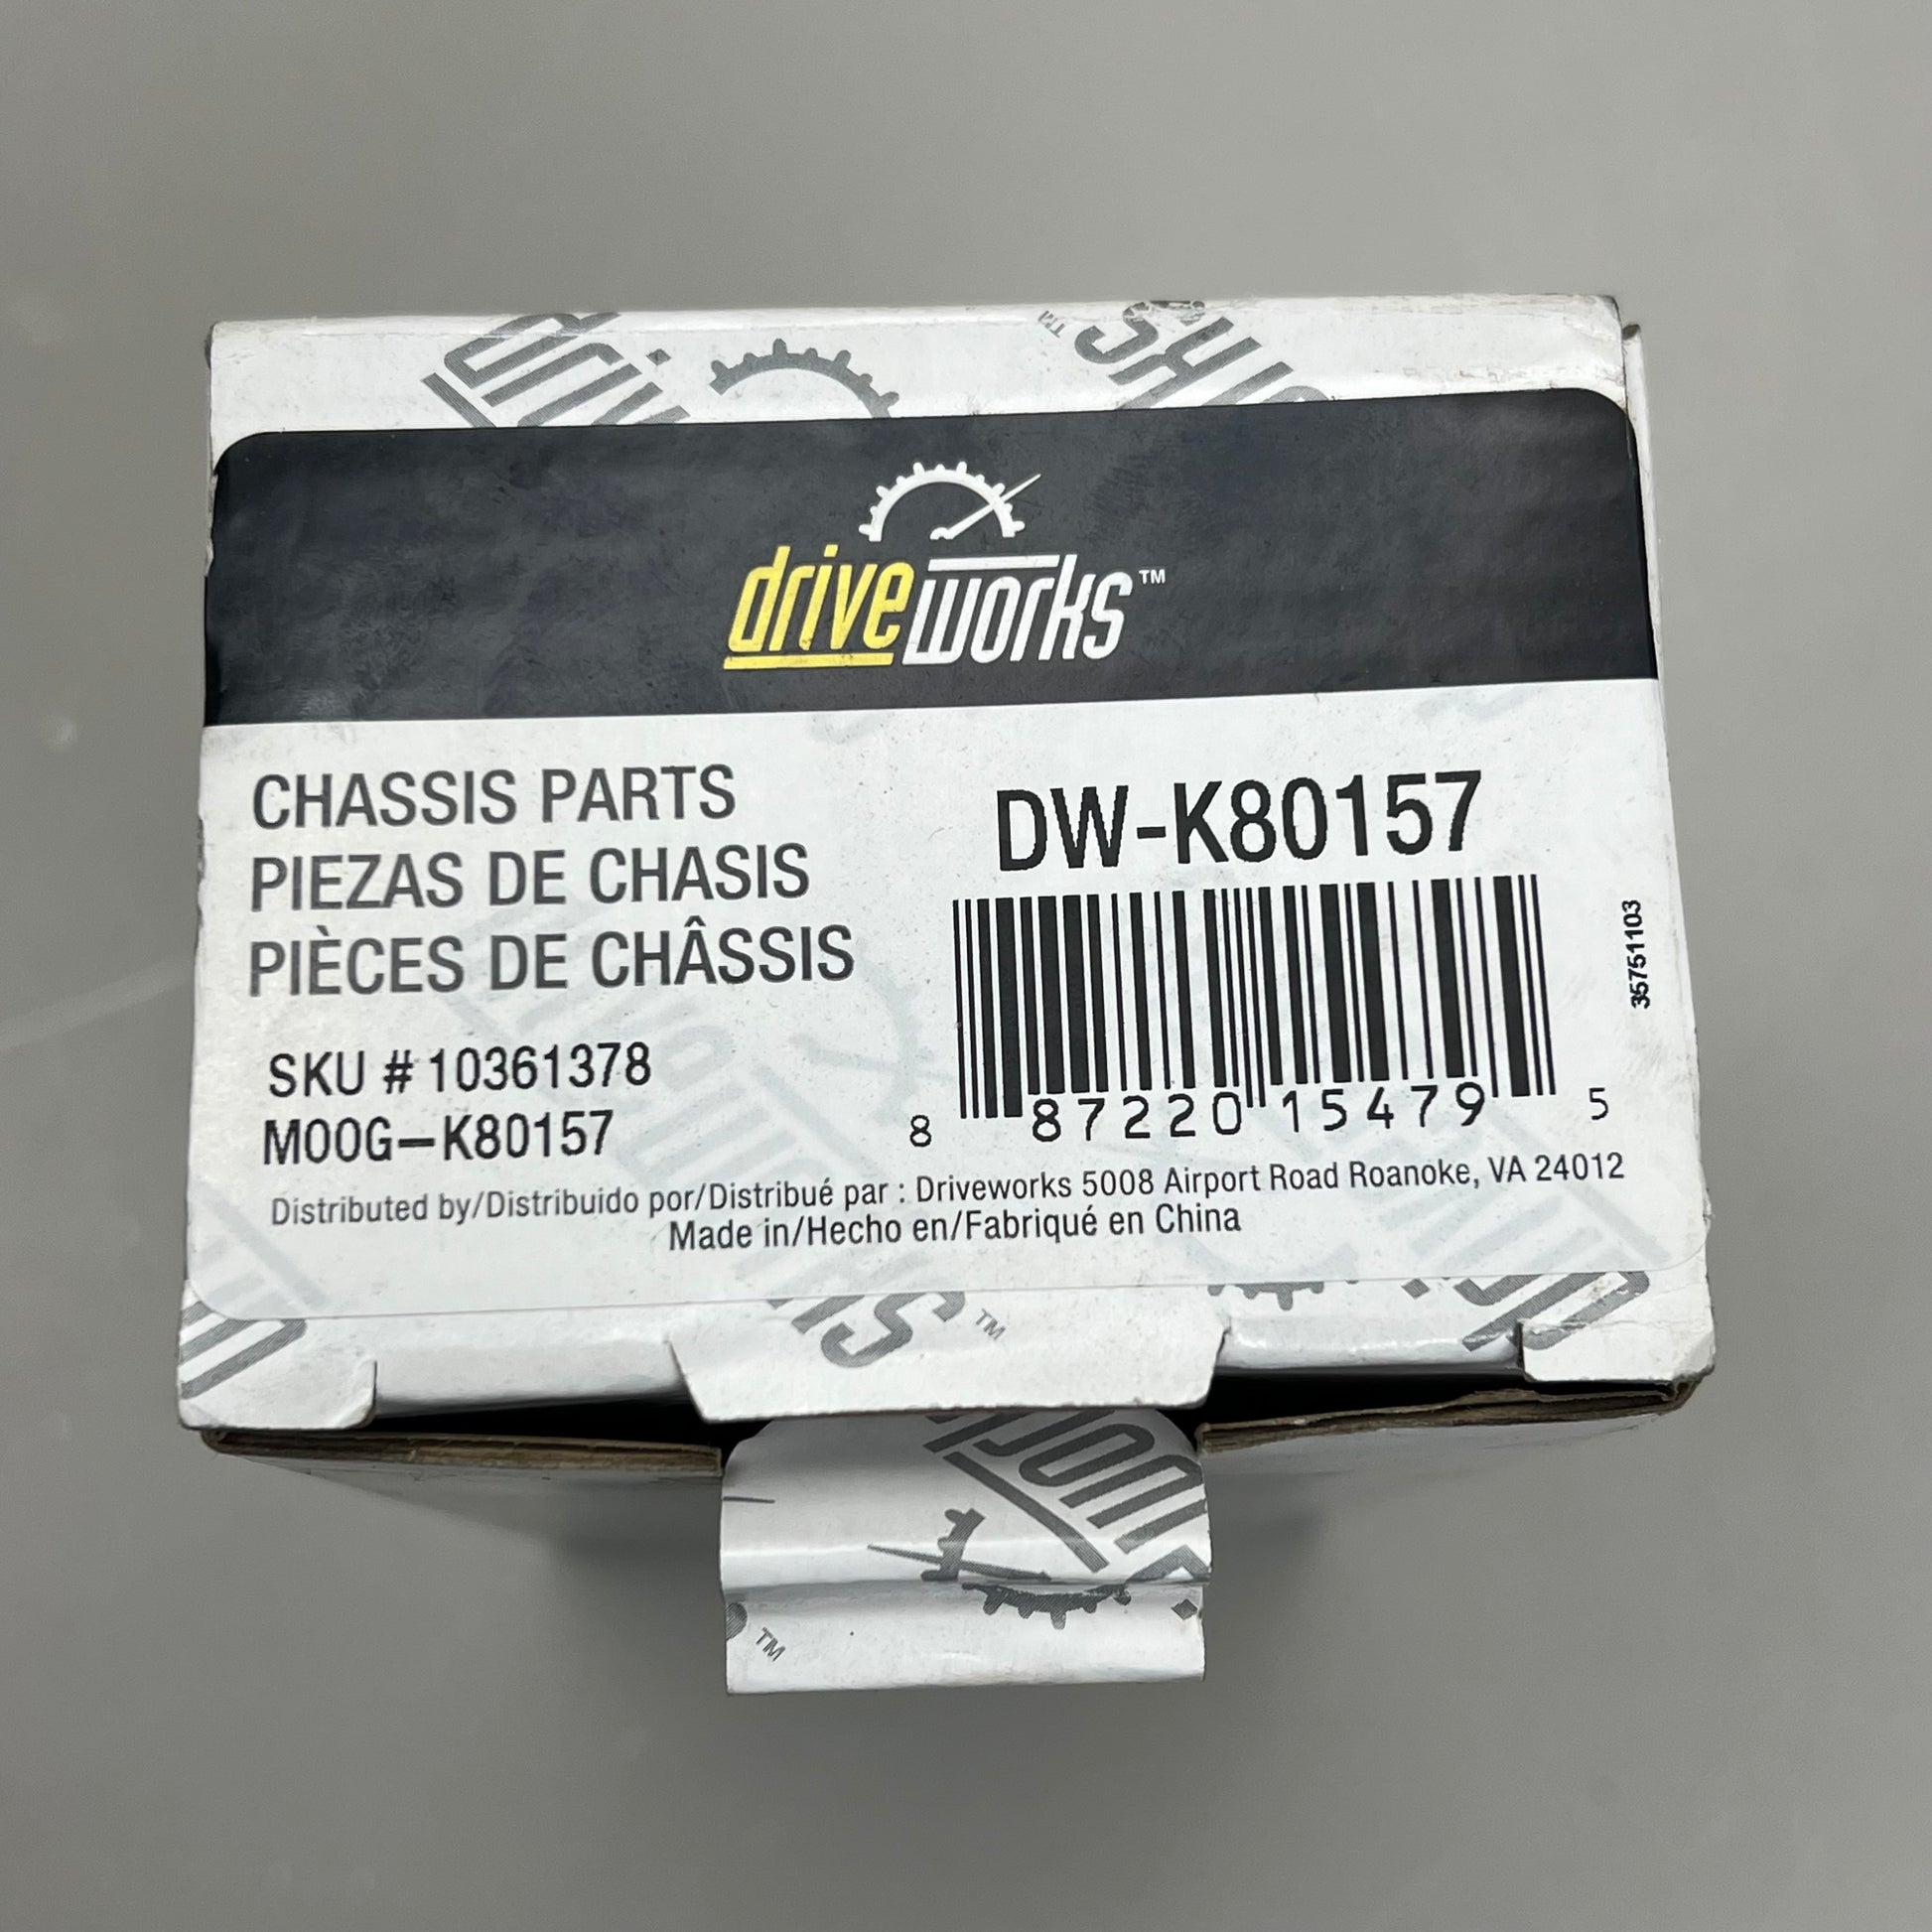 driveworks™
CHASSIS PARTS
PIEZAS DE CHASIS
PIÈCES DE CHÂSSIS
DW-K80157
35751103
SKU # 10361378
MOOG–K80157
8 87220 15479 5
Distributed by/Distribuido por/Distribué par : Driveworks 5008 Airport Road Roanoke, VA 24012
Made in/Hecho en/Fabriqué en China